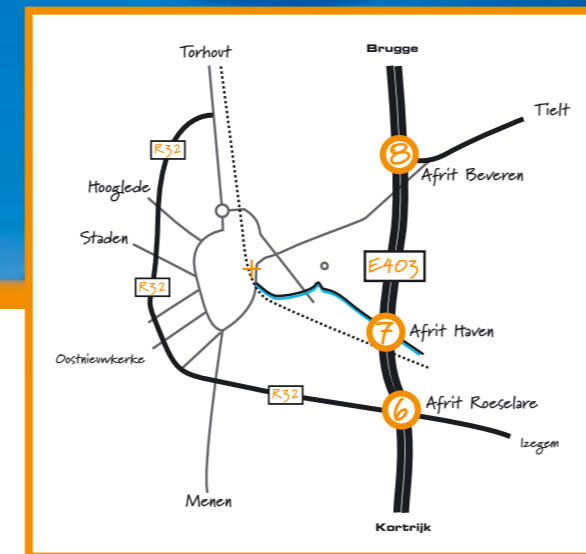 Brugge
Torhout
Tielt
R32
8
Afrit Beveren
Hooglede
Staden
E403
R32
7
Afrit Haven
Oostnieuwkerke
R32
6
Afrit Roeselare
Izegem
Menen
Kortrijk